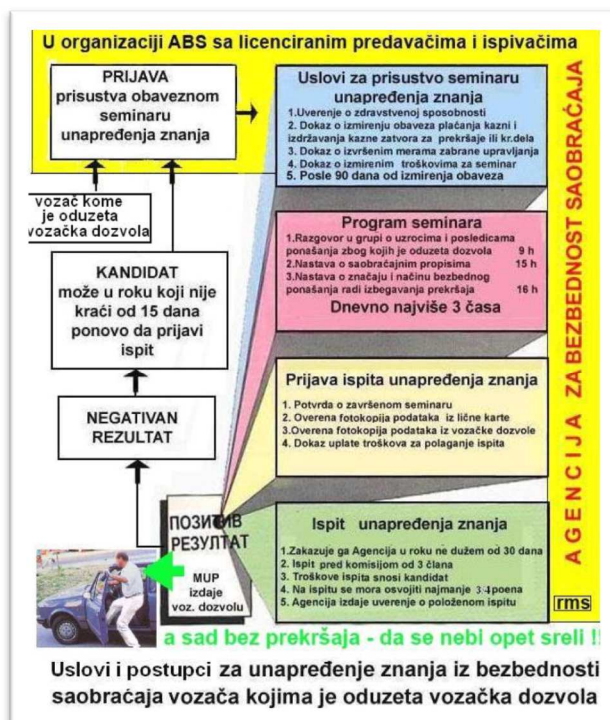 U organizaciji ABS sa licenciranim predavačima i ispivačima
PRIJAVA
prisustva obaveznom
seminaru
unapređenja znanja
vozač kome
je oduzeta
vozačka dozvola
KANDIDAT
može u roku koji nije
kraći od 15 dana
ponovo da prijavi
ispit
NEGATIVAN
REZULTAT
ПОЗИТИВ
РЕЗУЛТАТ
MUP
izdaje
voz. dozvolu
Uslovi za prisustvo seminaru
unapređenja znanja
1.Uverenje o zdravstvenoj sposobnosti
2. Dokaz o izmirenju obaveza plaćanja kazni i
izdržavanja kazne zatvora za prekršaje ili kr.dela
3. Dokaz o izvršenim merama zabrane upravljanja
4. Dokaz o izmirenim troškovima za seminar
5. Posle 90 dana od izmirenja obaveza
Program seminara
1.Razgovor u grupi o uzrocima i posledicama
ponašanja zbog kojih je oduzeta dozvola 9 h
2.Nastava o saobraćajnim propisima 15 h
3.Nastava o značaju i načinu bezbednog
ponašanja radi izbegavanja prekršaja 16 h
Dnevno najviše 3 časa
Prijava ispita unapređenja znanja
1. Potvrda o završenom seminaru
2. Overena fotokopija podataka iz lične karte
3.Overena fotokopija podataka iz vozačke dozvole
4. Dokaz uplate troškova za polaganje ispita
Ispit unapređenja znanja
1.Zakazuje ga Agencija u roku ne dužem od 30 dana
2. Ispit pred komisijom od 3 člana
3. Troškove ispita snosi kandidat
4. Na ispitu se mora osvojiti najmanje poena
5. Agencija izdaje uverenje o položenom ispitu
AGENCIJA ZA BEZBEDNOST SAOBRAĆAJA
rms
a sad bez prekršaja - da se nebi opet sreli !!
Uslovi i postupci za unapređenje znanja iz bezbednosti
saobraćaja vozača kojima je oduzeta vozačka dozvola